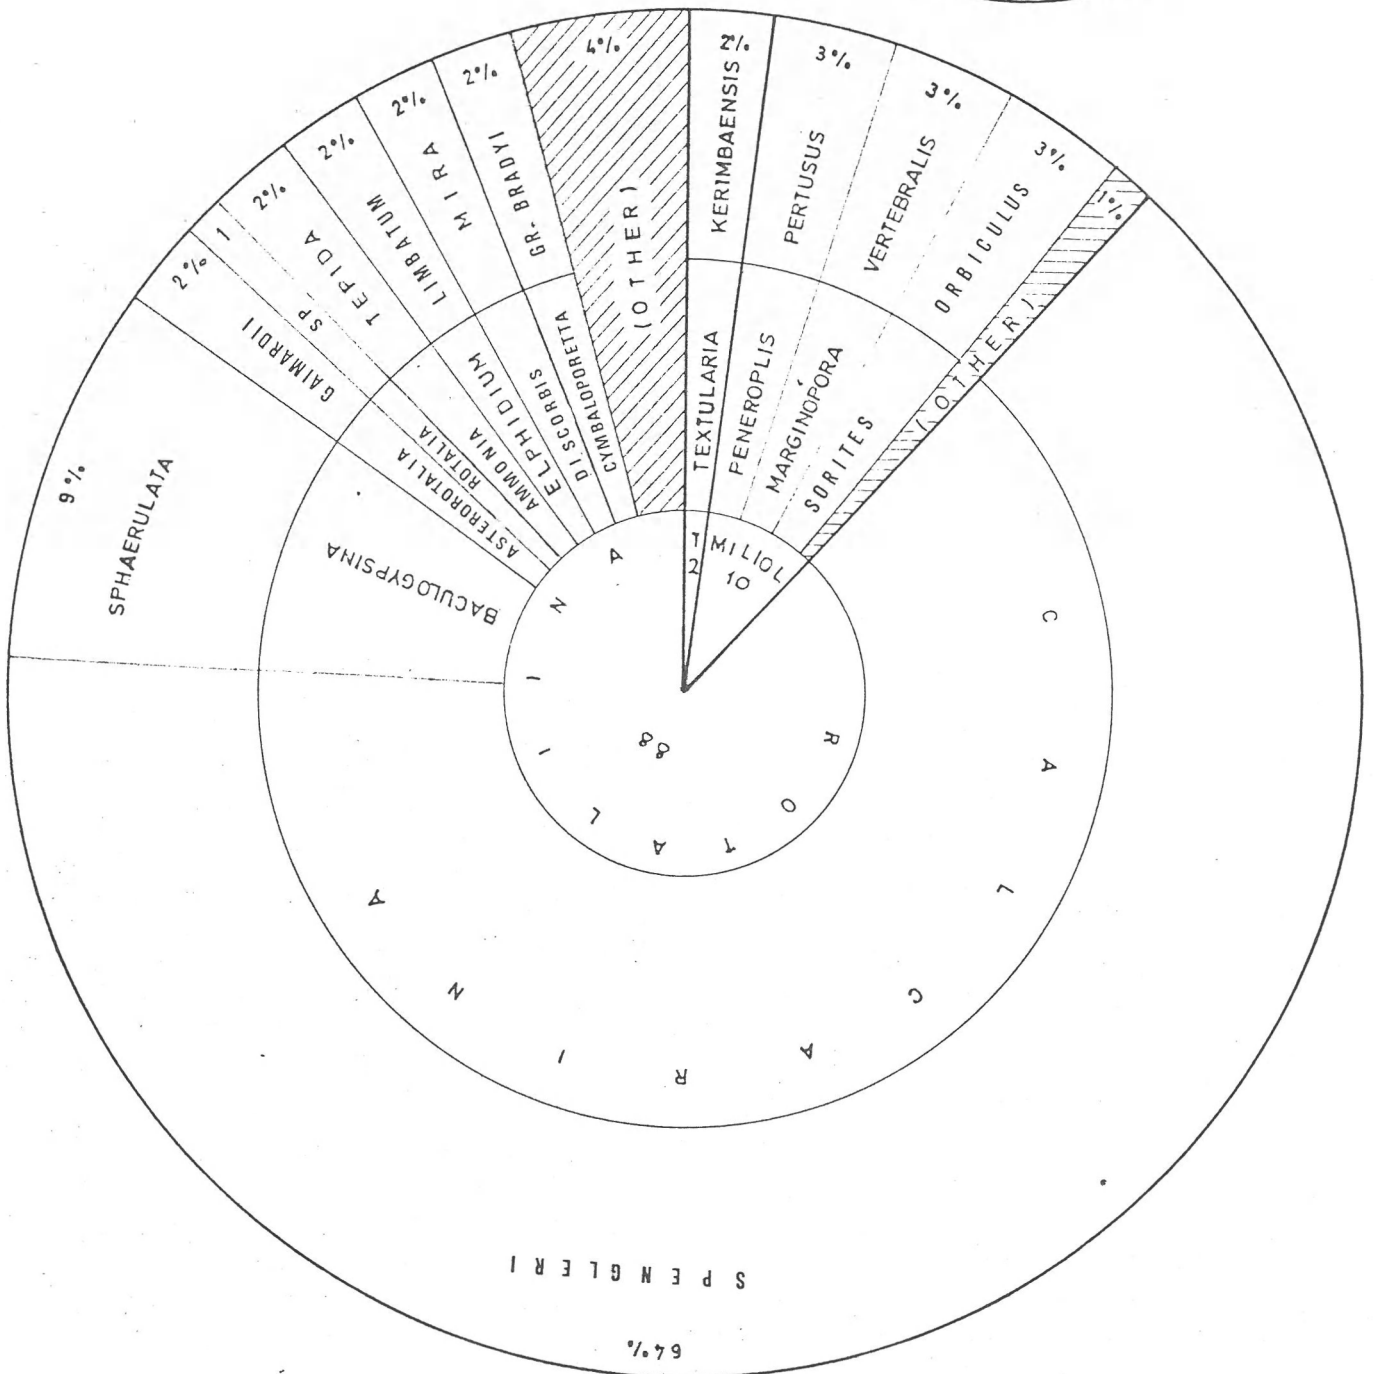 2%
KERIMBAENSIS
TEXTULARIA
T
2
3%
PERTUSUS
PENEROPLIS
3%
VERTEBRALIS
MARGINOPORA
3%
ORBICULUS
SORITES
1%
(OTHER)
MILIOL
10
64%
SPENGLERI
CALCARINA
ROTALIINA
88
9%
SPHAERULATA
BACULOGYPSINA
2%
GAIMARDII
ASTEROROTALIA
1
SP
ROTALIA
2%
TEPIDA
AMMONIA
2%
LIMBATUM
ELPHIDIUM
2%
MIRA
DISCORBIS
2%
GR-BRADYI
CYMBALOPORETTA
4%
(OTHER)